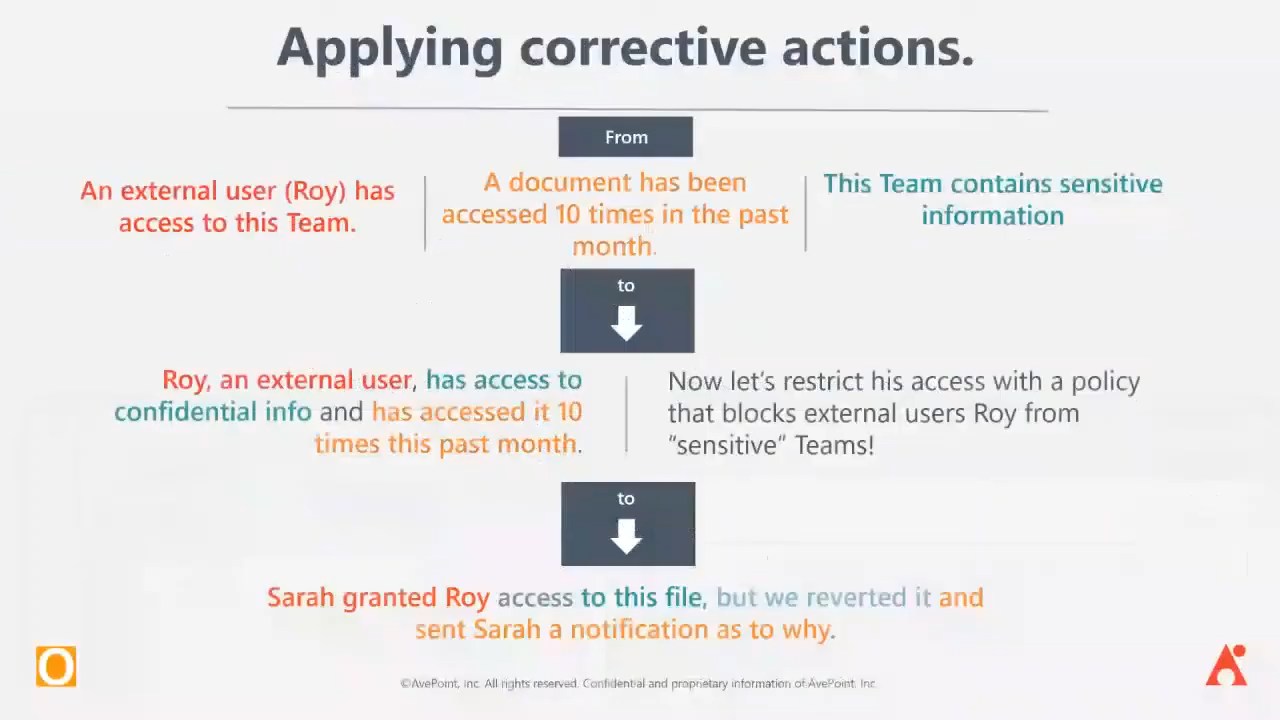 Applying corrective actions.
From
An external user (Roy) has
access to this Team.
A document has been
accessed 10 times in the past
month.
This Team contains sensitive
information
to
Roy, an external user, has access to
confidential info and has accessed it 10
times this past month.
Now let's restrict his access with a policy
that blocks external users Roy from
“sensitive” Teams!
to
Sarah granted Roy access to this file, but we reverted it and
sent Sarah a notification as to why.
©AvePoint, Inc. All rights reserved. Confidential and proprietary information of AvePoint, Inc.